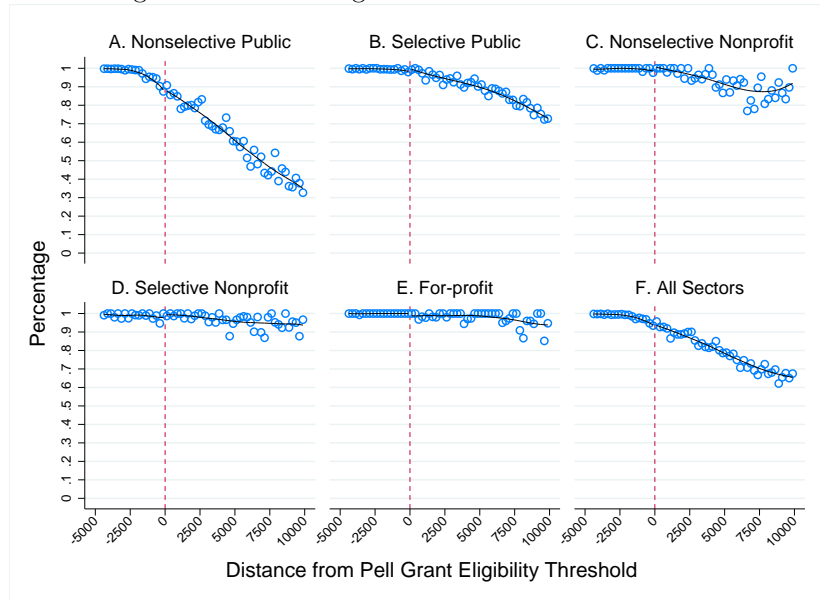 A. Nonselective Public
B. Selective Public
C. Nonselective Nonprofit
1
.9
.8
.7
.6
.5
.4
.3
.2
.1
0
D. Selective Nonprofit
E. For-profit
F. All Sectors
1
.9
.8
.7
.6
.5
.4
.3
.2
.1
0
Percentage
-5000 -2500 0 2500 5000 7500 10000
-5000 -2500 0 2500 5000 7500 10000
-5000 -2500 0 2500 5000 7500 10000
Distance from Pell Grant Eligibility Threshold